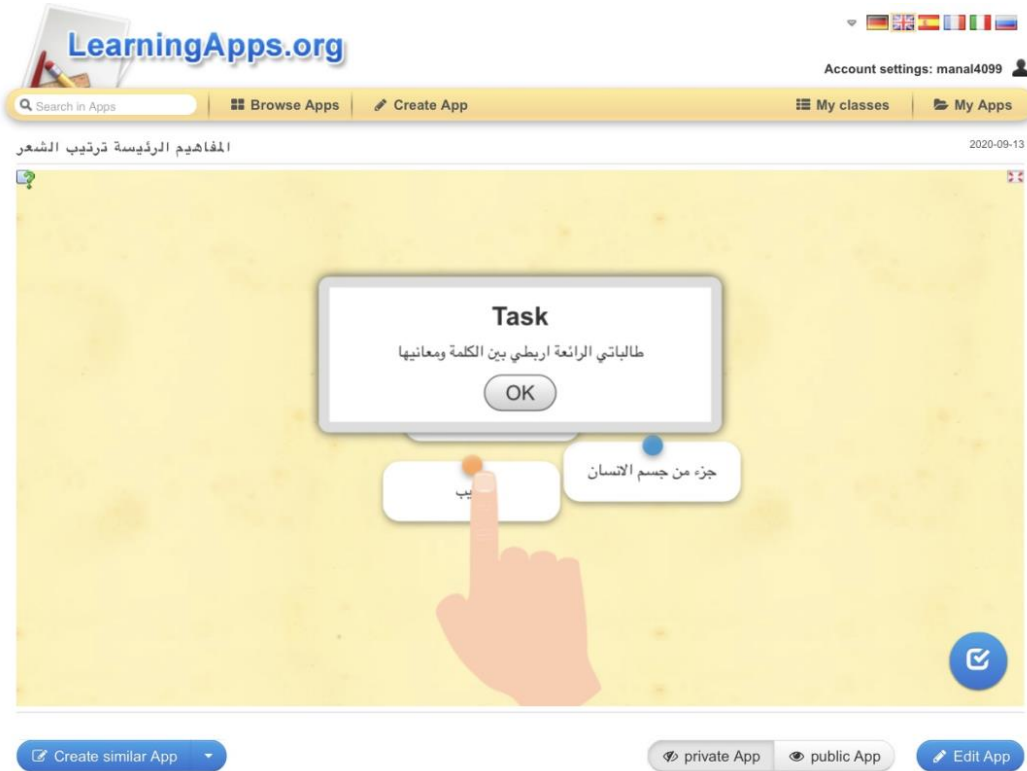 LearningApps.org
Account settings: manal4099
Search in Apps
Browse Apps
Create App
My classes
My Apps
المفاهيم الرئيسة ترتيب الشعر
2020-09-13
Task
طالباتي الرائعة اربطي بين الكلمة ومعانيها
OK
جزء من جسم الانسان
Create similar App
private App
public App
Edit App